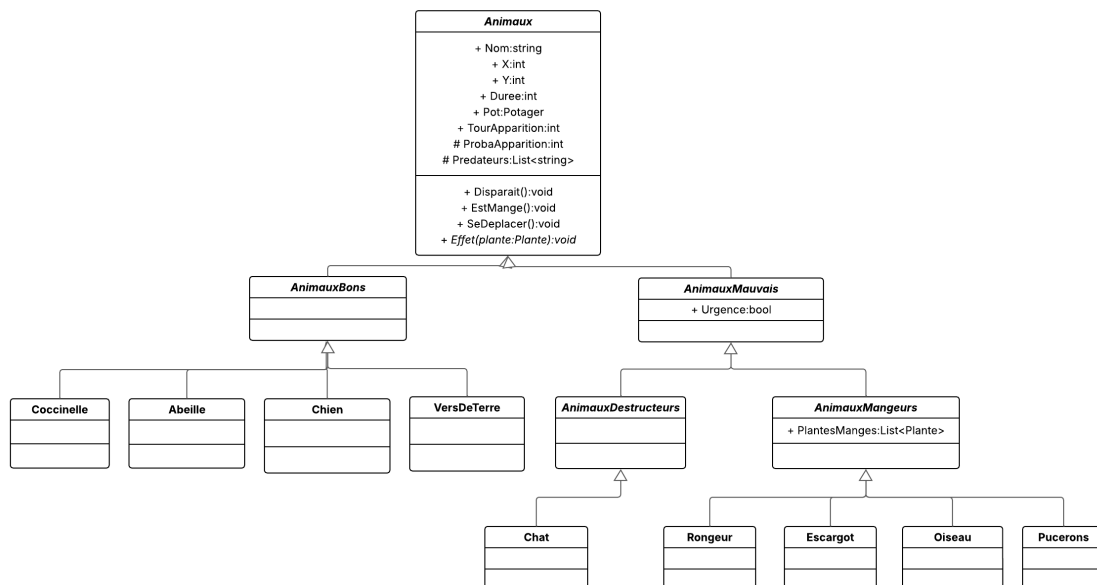 Animaux
+ Nom:string
+ X:int
+ Y:int
+ Duree:int
+ Pot:Potager
+ TourApparition:int
# ProbaApparition:int
# Predateurs:List<string>
+ Disparait():void
+ EstMange():void
+ SeDeplacer():void
+ Effet(plante:Plante):void
AnimauxBons
AnimauxMauvais
+ Urgence:bool
Coccinelle
Abeille
Chien
VersDeTerre
AnimauxDestructeurs
AnimauxMangeurs
+ PlantesManges:List<Plante>
Chat
Rongeur
Escargot
Oiseau
Pucerons